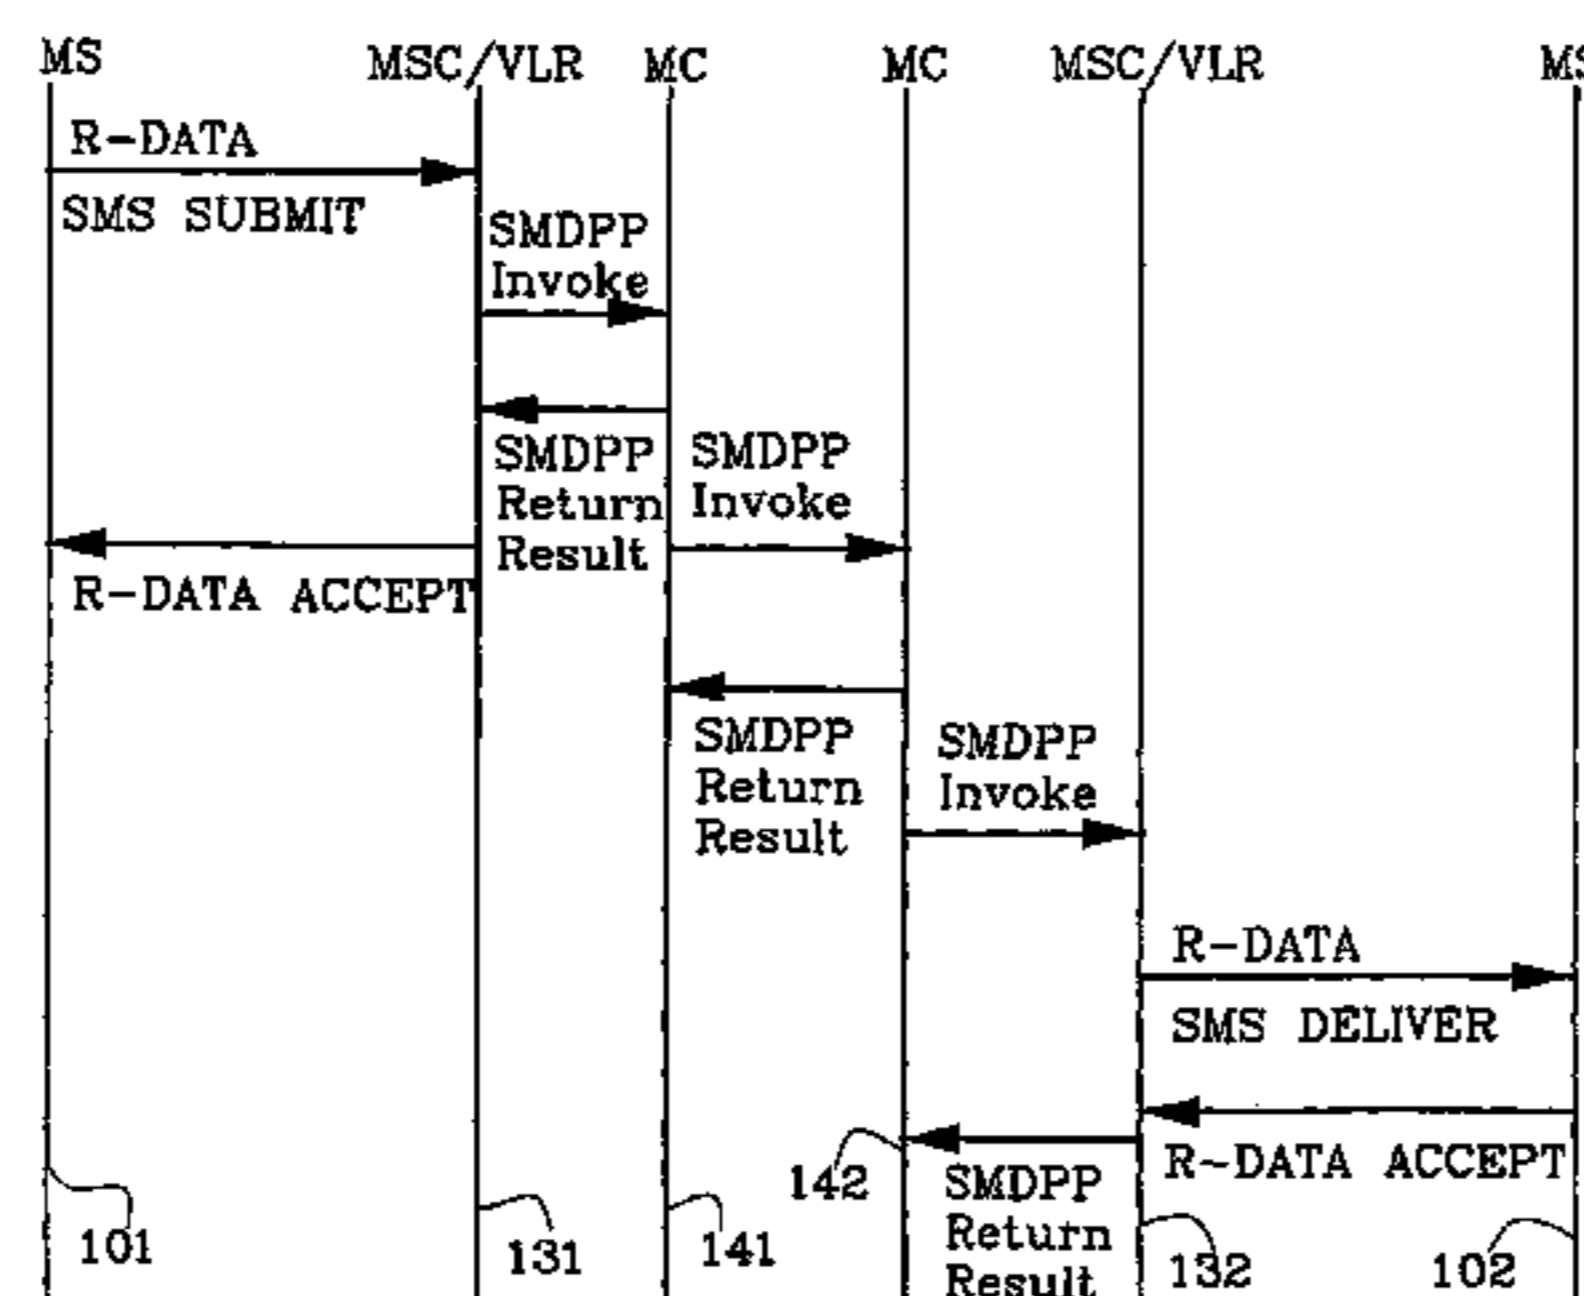 MS
MSC/VLR
MC
MC
MSC/VLR
MS
R-DATA
SMS SUBMIT
SMDPP
Invoke
SMDPP
Return
Result
SMDPP
Invoke
R-DATA ACCEPT
SMDPP
Return
Result
SMDPP
Invoke
R-DATA
SMS DELIVER
R-DATA ACCEPT
SMDPP
Return
Result
101
131
141
142
132
102